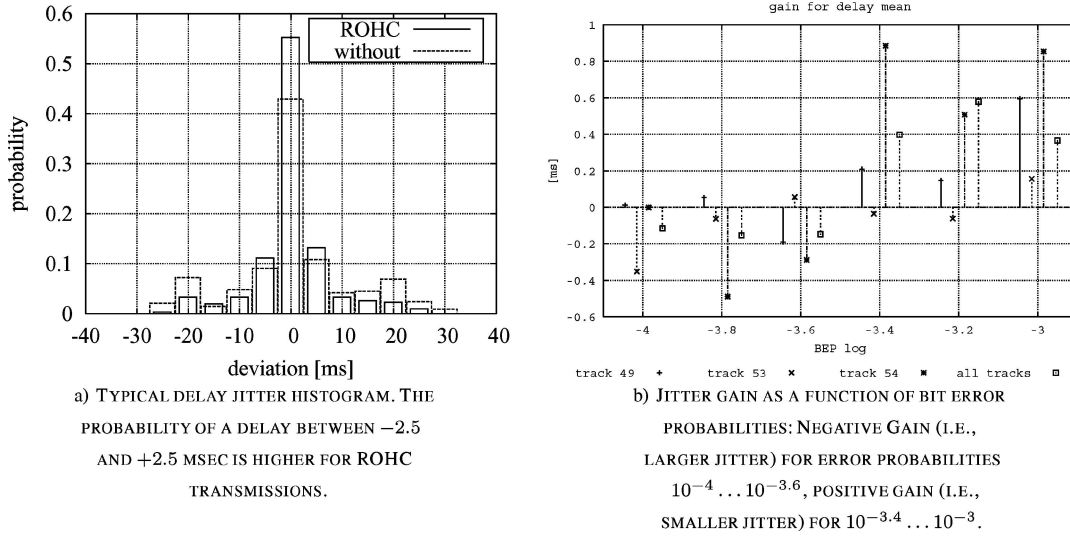 ROHC
without
0.6
0.5
0.4
0.3
0.2
0.1
0
probability
-40 -30 -20 -10 0 10 20 30 40
deviation [ms]
a) TYPICAL DELAY JITTER HISTOGRAM. THE
PROBABILITY OF A DELAY BETWEEN −2.5
AND +2.5 MSEC IS HIGHER FOR ROHC
TRANSMISSIONS.
gain for delay mean
1
0.8
0.6
0.4
0.2
0
-0.2
-0.4
-0.6
[ms]
-4 -3.8 -3.6 -3.4 -3.2 -3
BEP log
track 49 track 53 track 54 all tracks
b) JITTER GAIN AS A FUNCTION OF BIT ERROR
PROBABILITIES: NEGATIVE GAIN (I.E.,
LARGER JITTER) FOR ERROR PROBABILITIES
10⁻⁴ … 10⁻³·⁶, POSITIVE GAIN (I.E.,
SMALLER JITTER) FOR 10⁻³·⁴ … 10⁻³.